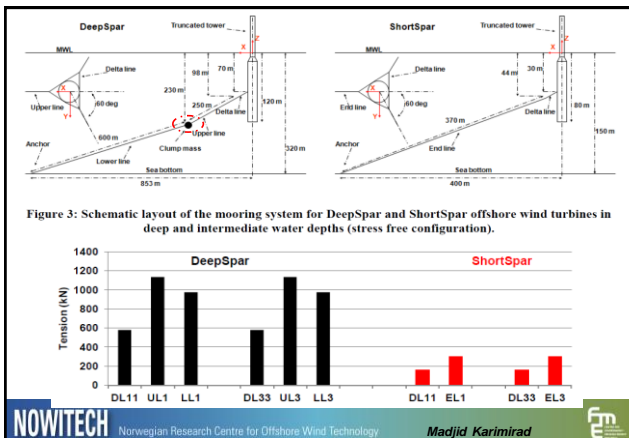 DeepSpar
Truncated tower
Z
X
MWL
Delta line
70 m
98 m
X
60 deg
Y
Upper line
230 m
250 m
120 m
Delta line
Upper line
Clump mass
600 m
320 m
Anchor
Lower line
Sea bottom
853 m
ShortSpar
Truncated tower
Z
X
MWL
Delta line
30 m
44 m
X
60 deg
Y
End line
80 m
Delta line
370 m
150 m
Anchor
End line
Sea bottom
400 m
Figure 3: Schematic layout of the mooring system for DeepSpar and ShortSpar offshore wind turbines in
deep and intermediate water depths (stress free configuration).
DeepSpar
ShortSpar
Tension (kN)
1400
1200
1000
800
600
400
200
0
DL11 UL1 LL1 DL33 UL3 LL3 DL11 EL1 DL33 EL3
NOWITECH Norwegian Research Centre for Offshore Wind Technology Madjid Karimirad